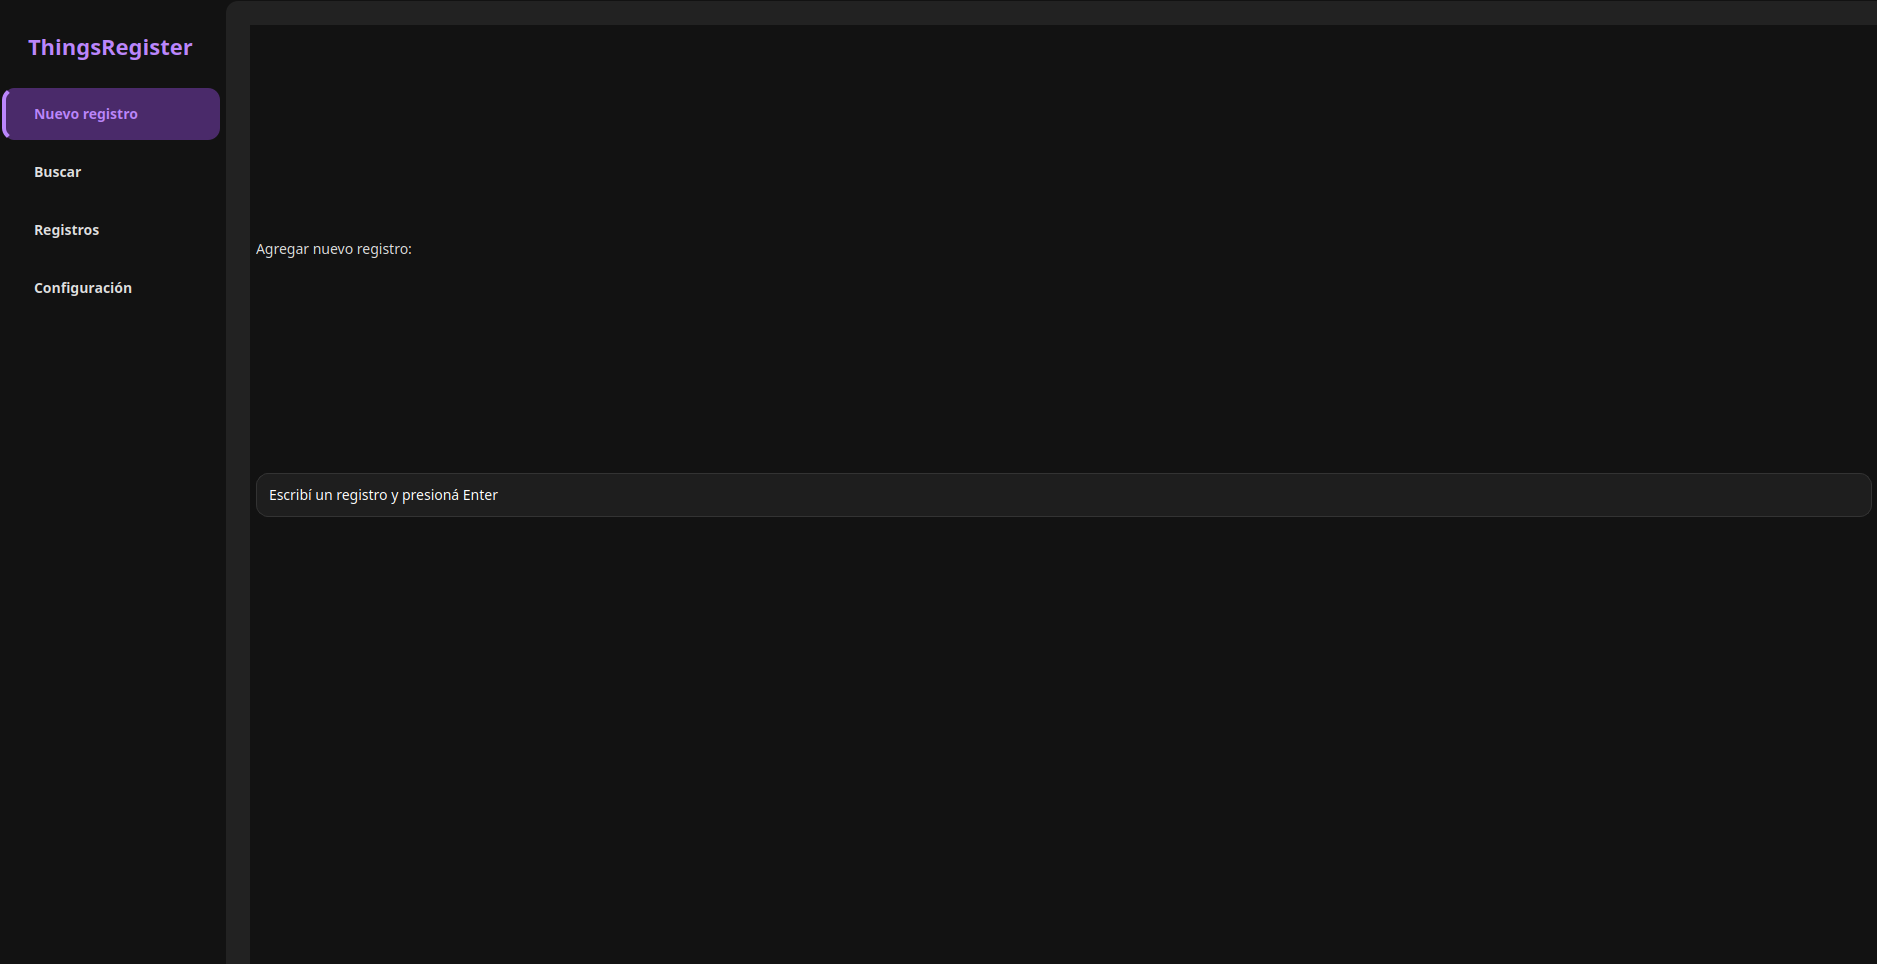 ThingsRegister
Nuevo registro
Buscar
Registros
Configuración
Agregar nuevo registro:
Escribí un registro y presioná Enter